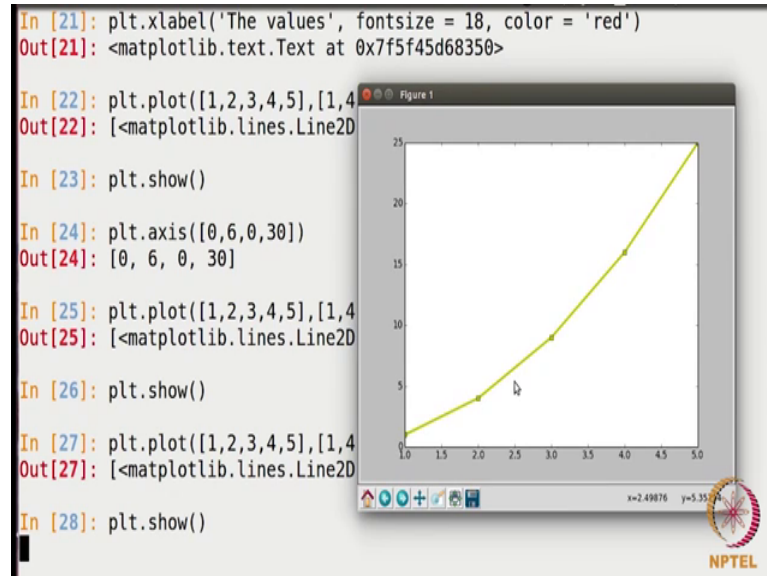 In [21]: plt.xlabel('The values', fontsize = 18, color = 'red')
Out[21]: <matplotlib.text.Text at 0x7f5f45d68350>
In [22]: plt.plot([1,2,3,4,5],[1,4
Out[22]: [<matplotlib.lines.Line2D
In [23]: plt.show()
In [24]: plt.axis([0,6,0,30])
Out[24]: [0, 6, 0, 30]
In [25]: plt.plot([1,2,3,4,5],[1,4
Out[25]: [<matplotlib.lines.Line2D
In [26]: plt.show()
In [27]: plt.plot([1,2,3,4,5],[1,4
Out[27]: [<matplotlib.lines.Line2D
In [28]: plt.show()
Figure 1
25
20
15
10
5
0
1.0 1.5 2.0 2.5 3.0 3.5 4.0 4.5 5.0
x=2.49876 y=5.35
NPTEL